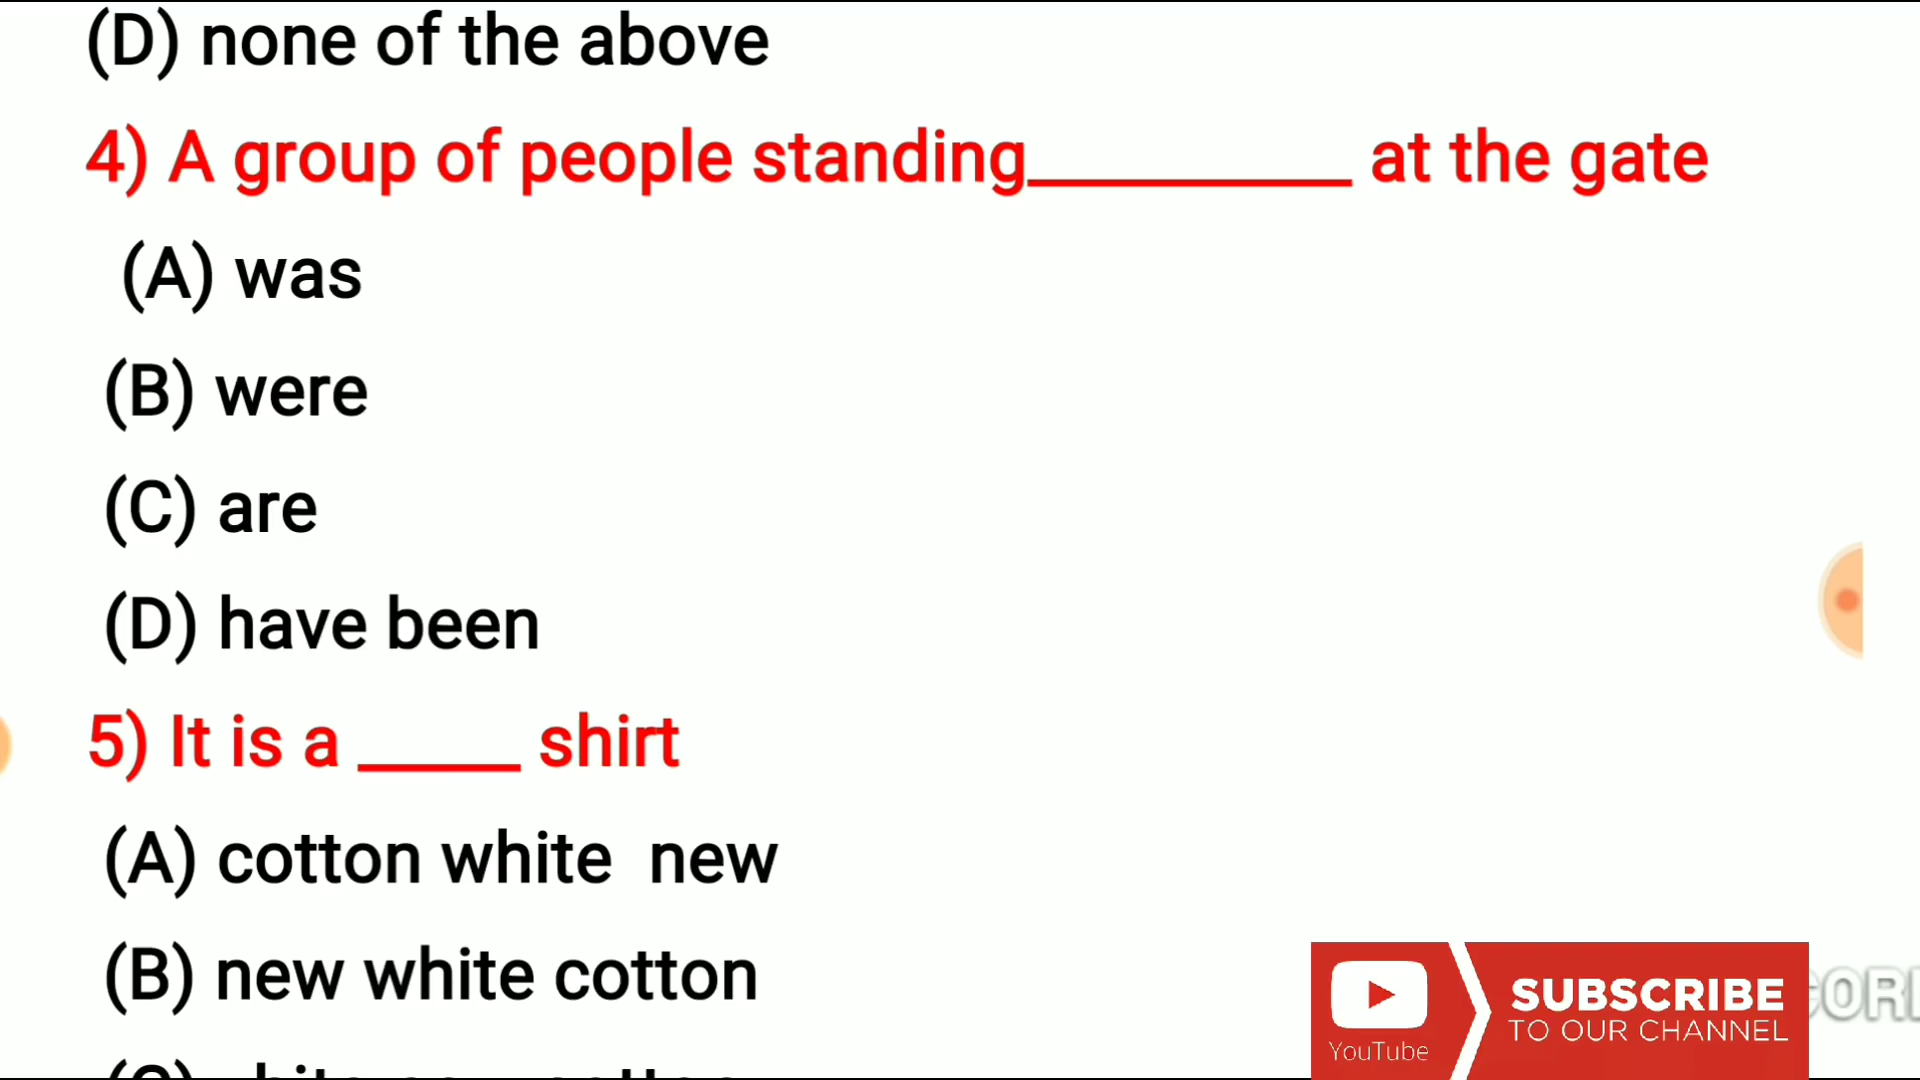 (D) none of the above
4) A group of people standing__________ at the gate
(A) was
(B) were
(C) are
(D) have been
5) It is a _____ shirt
(A) cotton white  new
(B) new white cotton
SUBSCRIBE
TO OUR CHANNEL
YouTube